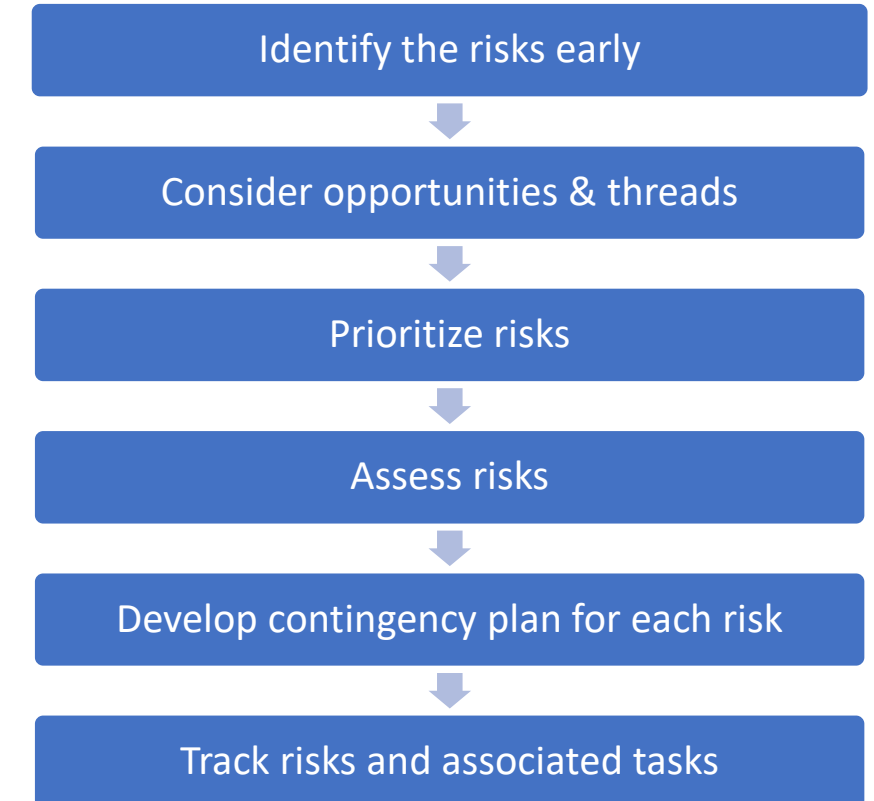 Identify the risks early
Consider opportunities & threads
Prioritize risks
Assess risks
Develop contingency plan for each risk
Track risks and associated tasks